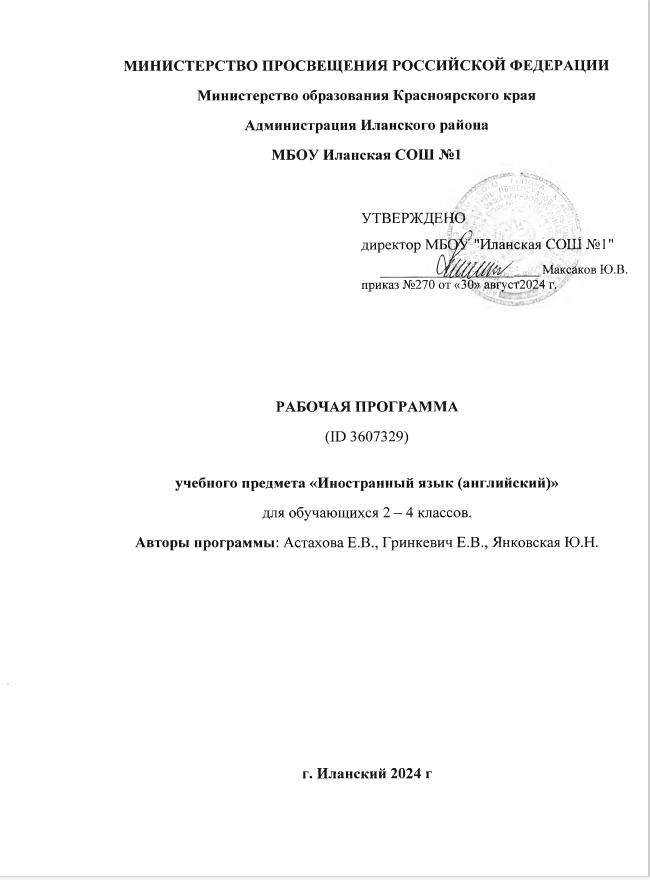 МИНИСТЕРСТВО ПРОСВЕЩЕНИЯ РОССИЙСКОЙ ФЕДЕРАЦИИ
Министерство образования Красноярского края
Администрация Иланского района
МБОУ Иланская СОШ №1
УТВЕРЖДЕНО
директор МБОУ "Иланская СОШ №1"
Максаков Ю.В.
приказ №270 от «30» август2024 г.
РАБОЧАЯ ПРОГРАММА
(ID 3607329)
учебного предмета «Иностранный язык (английский)»
для обучающихся 2 – 4 классов.
Авторы программы: Астахова Е.В., Гринкевич Е.В., Янковская Ю.Н.
г. Иланский 2024 г